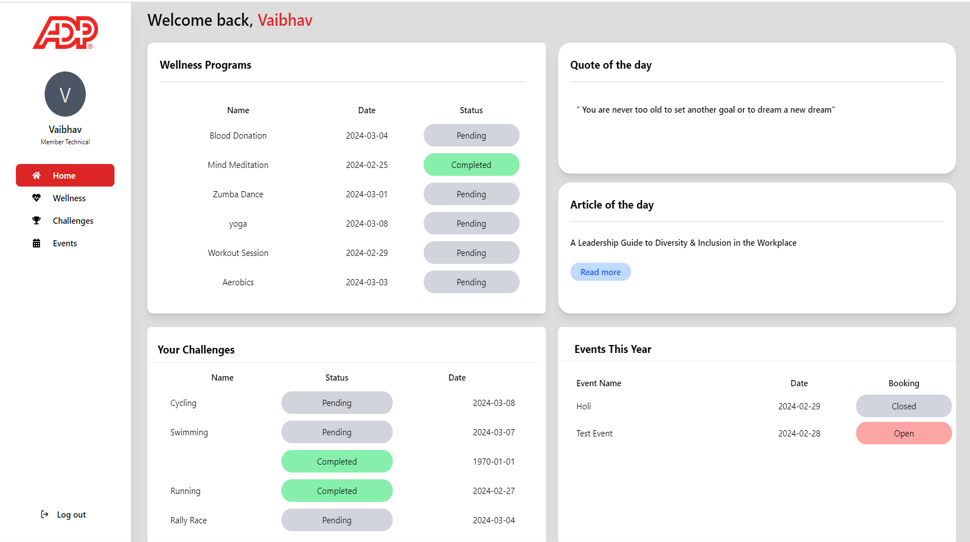 ADP®
V
Vaibhav
Member Technical
Home
Wellness
Challenges
Events
Log out
Welcome back, Vaibhav
Wellness Programs
Name Date Status
Blood Donation 2024-03-04 Pending
Mind Meditation 2024-02-25 Completed
Zumba Dance 2024-03-01 Pending
yoga 2024-03-08 Pending
Workout Session 2024-02-29 Pending
Aerobics 2024-03-03 Pending
Quote of the day
“ You are never too old to set another goal or to dream a new dream”
Article of the day
A Leadership Guide to Diversity & Inclusion in the Workplace
Read more
Your Challenges
Name Status Date
Cycling Pending 2024-03-08
Swimming Pending 2024-03-07
Completed 1970-01-01
Running Completed 2024-02-27
Rally Race Pending 2024-03-04
Events This Year
Event Name Date Booking
Holi 2024-02-29 Closed
Test Event 2024-02-28 Open